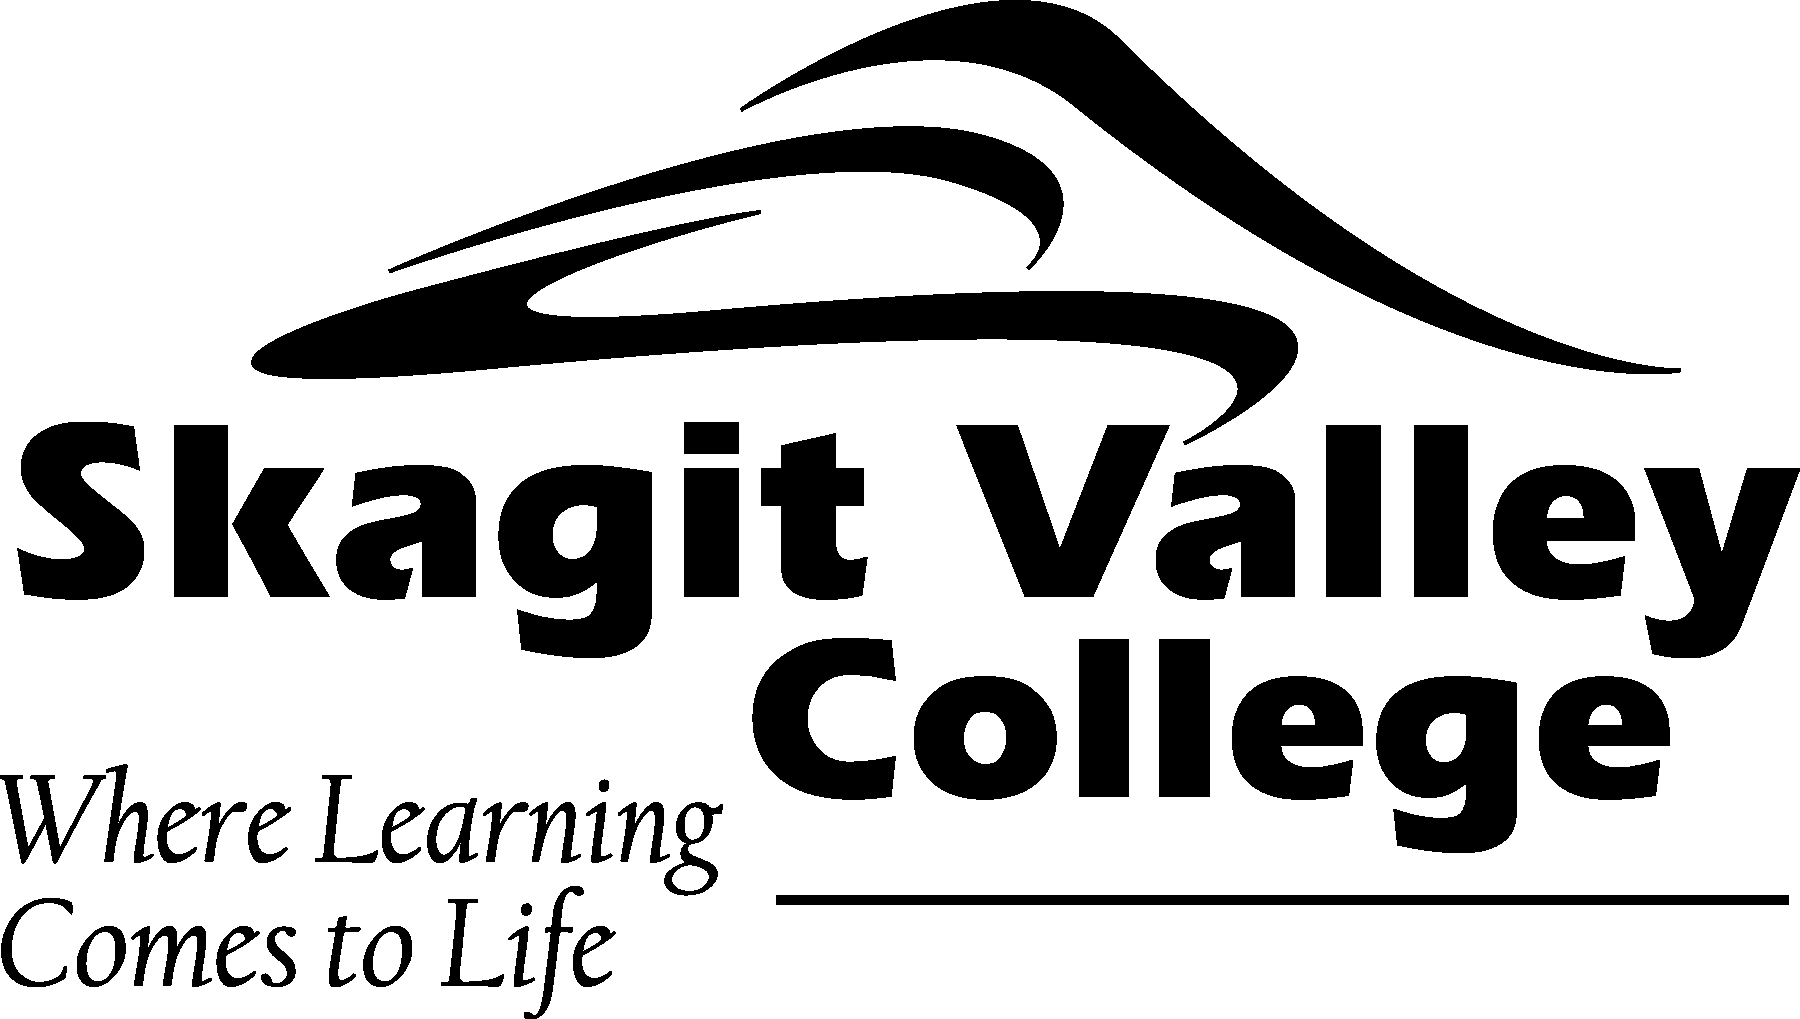 Skagit Valley
College
Where Learning
Comes to Life